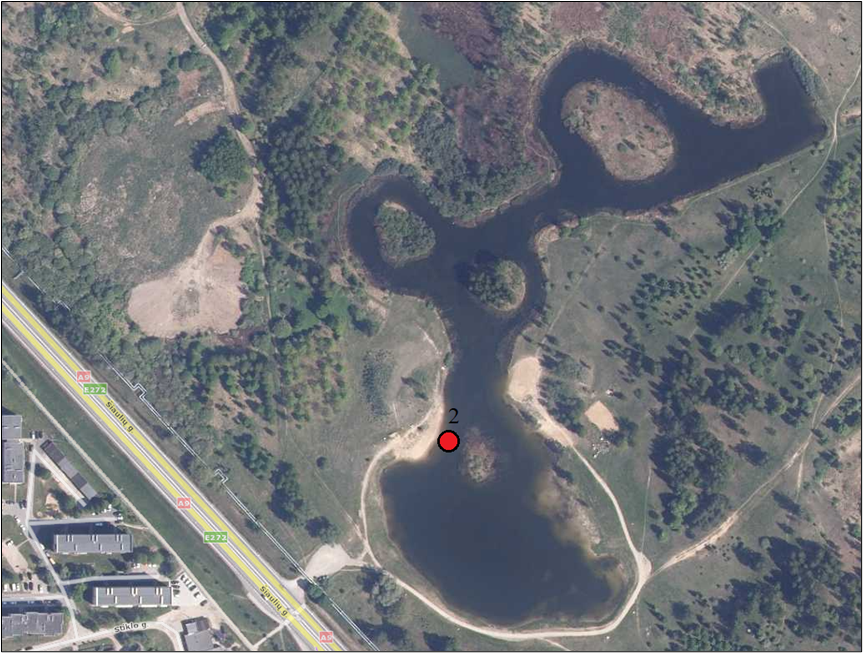 2
A9
E272
Šiaulių g.
A9
E272
Šiaulių g.
Stiklo g.
A9